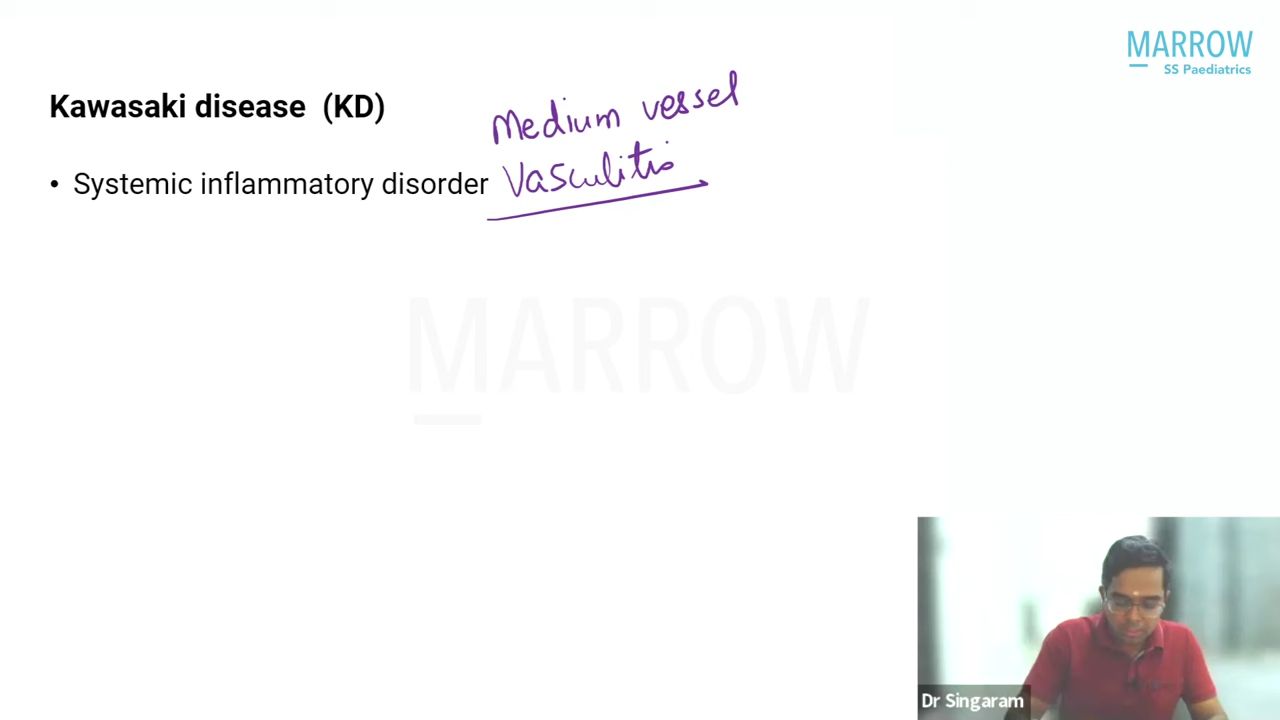 MARROW
SS Paediatrics
Kawasaki disease (KD)
Medium vessel
• Systemic inflammatory disorder Vasculitis
MARROW
Dr Singaram